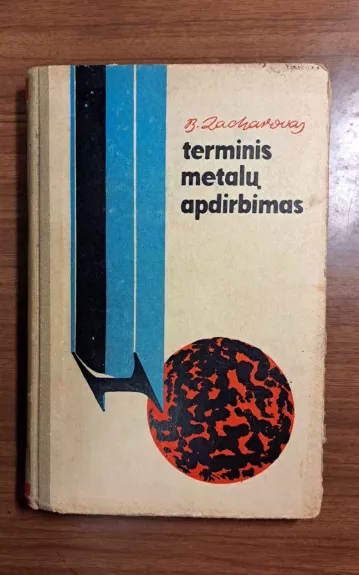 B. Zacharovas
terminis
metalų
apdirbimas